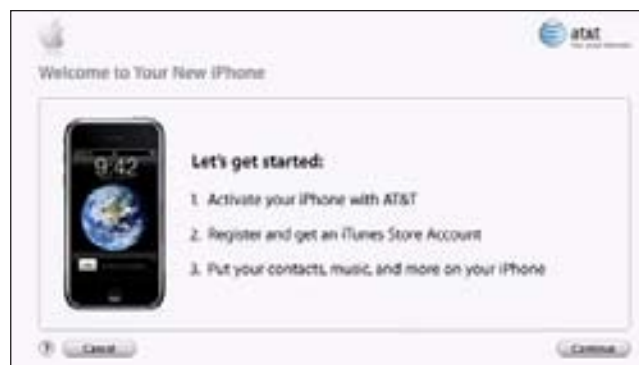 at&t
Welcome to Your New iPhone
9:42
Let's get started:
1. Activate your iPhone with AT&T
2. Register and get an iTunes Store Account
3. Put your contacts, music, and more on your iPhone
?
Cancel
Continue